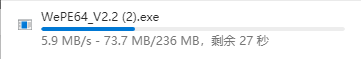 WePE64_V2.2 (2).exe
5.9 MB/s - 73.7 MB/236 MB，剩余 27 秒